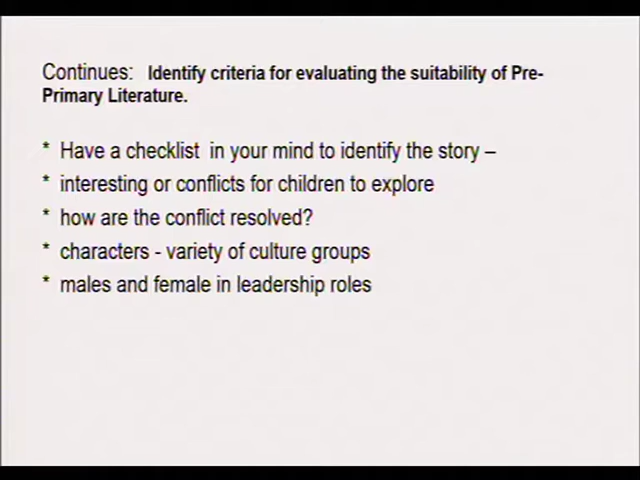 Continues: Identify criteria for evaluating the suitability of Pre-
Primary Literature.
* Have a checklist in your mind to identify the story –
* interesting or conflicts for children to explore
* how are the conflict resolved?
* characters - variety of culture groups
* males and female in leadership roles